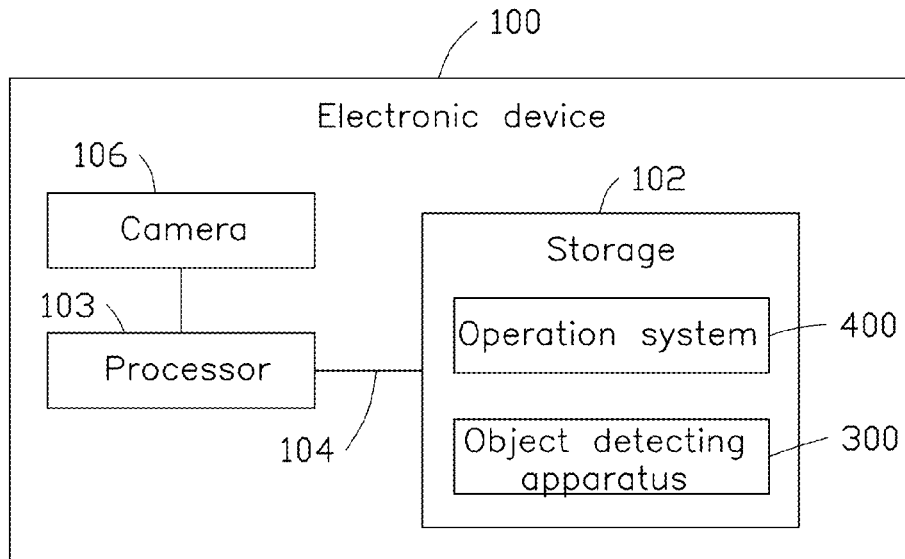 100
Electronic device
106
102
Camera
Storage
103
Operation system
400
Processor
104
Object detecting
apparatus
300